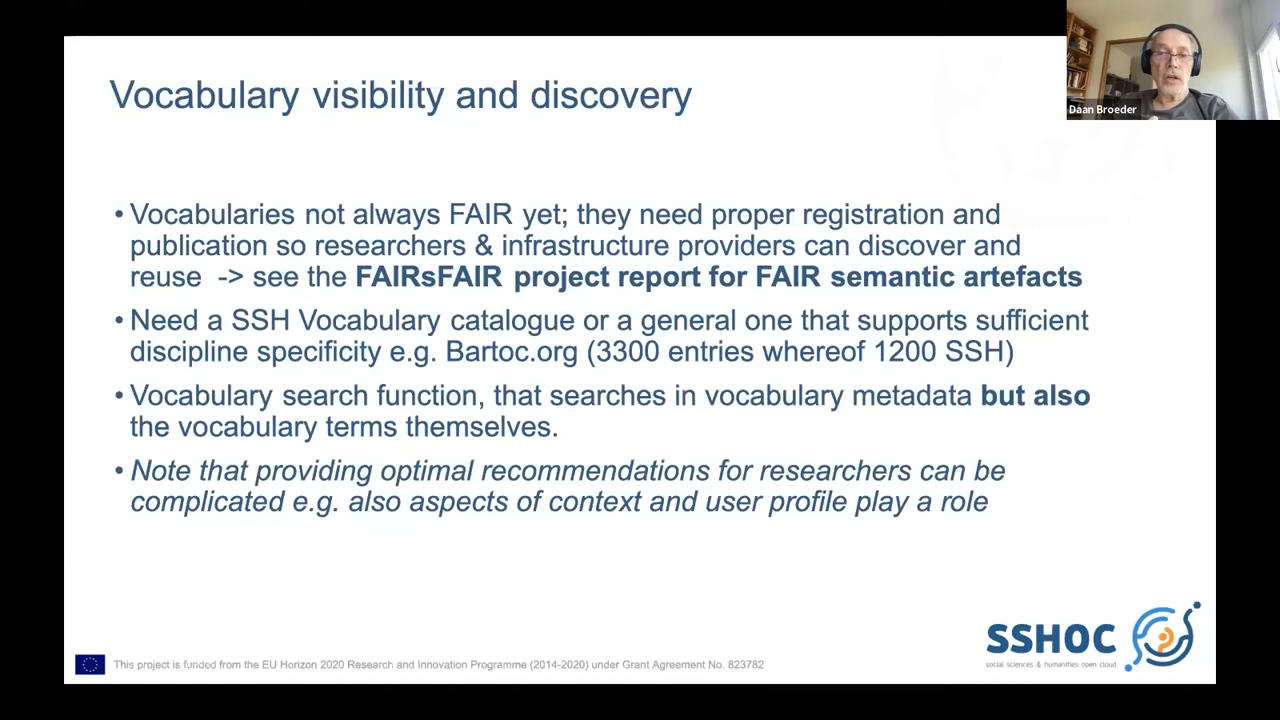 Vocabulary visibility and discovery
Daan Broeder
• Vocabularies not always FAIR yet; they need proper registration and
publication so researchers & infrastructure providers can discover and
reuse -> see the FAIRsFAIR project report for FAIR semantic artefacts
• Need a SSH Vocabulary catalogue or a general one that supports sufficient
discipline specificity e.g. Bartoc.org (3300 entries whereof 1200 SSH)
• Vocabulary search function, that searches in vocabulary metadata but also
the vocabulary terms themselves.
• Note that providing optimal recommendations for researchers can be
complicated e.g. also aspects of context and user profile play a role
SSHOC
social sciences & humanities open cloud
This project is funded from the EU Horizon 2020 Research and Innovation Programme (2014-2020) under Grant Agreement No. 823782